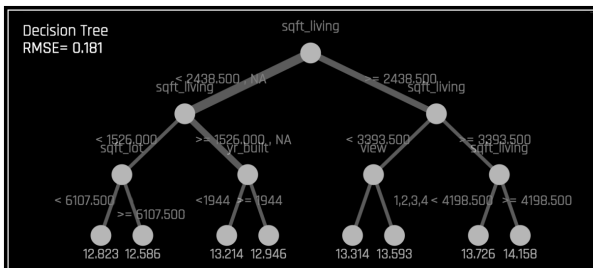 Decision Tree
RMSE= 0.181
sqft_living
< 2438.500 , NA
>= 2438.500
sqft_living
sqft_living
< 1526.000
>= 1526.000, NA
< 3393.500
>= 3393.500
sqft_lot
yr_built
view
sqft_living
< 6107.500
>= 6107.500
<1944
>= 1944
1,2,3,4
< 4198.500
>= 4198.500
12.823
12.586
13.214
12.946
13.314
13.593
13.726
14.158